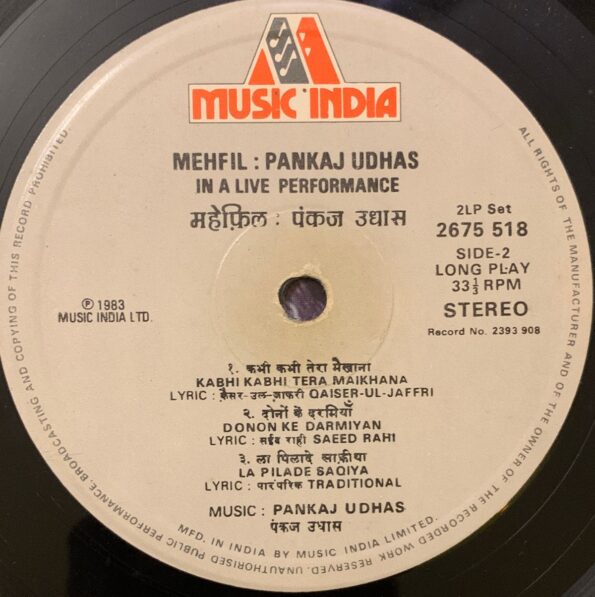 MUSIC INDIA
MEHFIL : PANKAJ UDHAS
IN A LIVE PERFORMANCE
महेफ़िल : पंकज उधास
2LP Set
2675 518
SIDE-2
LONG PLAY
33⅓ RPM
STEREO
Record No. 2393 908
℗ 1983
MUSIC INDIA LTD.
१. कभी कभी तेरा मैखाना
KABHI KABHI TERA MAIKHANA
LYRIC : कैसर-उल-जाफरी QAISER-UL-JAFFRI
२. दोनों के दरमियाँ
DONON KE DARMIYAN
LYRIC : सईद राही SAEED RAHI
३. ला पिलादे साक़ीया
LA PILADE SAQIYA
LYRIC : पारंपरिक TRADITIONAL
MUSIC : PANKAJ UDHAS
पंकज उधास
MFD. IN INDIA BY MUSIC INDIA LIMITED.
ALL RIGHTS OF THE MANUFACTURER AND OF THE OWNER OF THE RECORDED WORK RESERVED. UNAUTHORISED PUBLIC PERFORMANCE, BROADCASTING AND COPYING OF THIS RECORD PROHIBITED